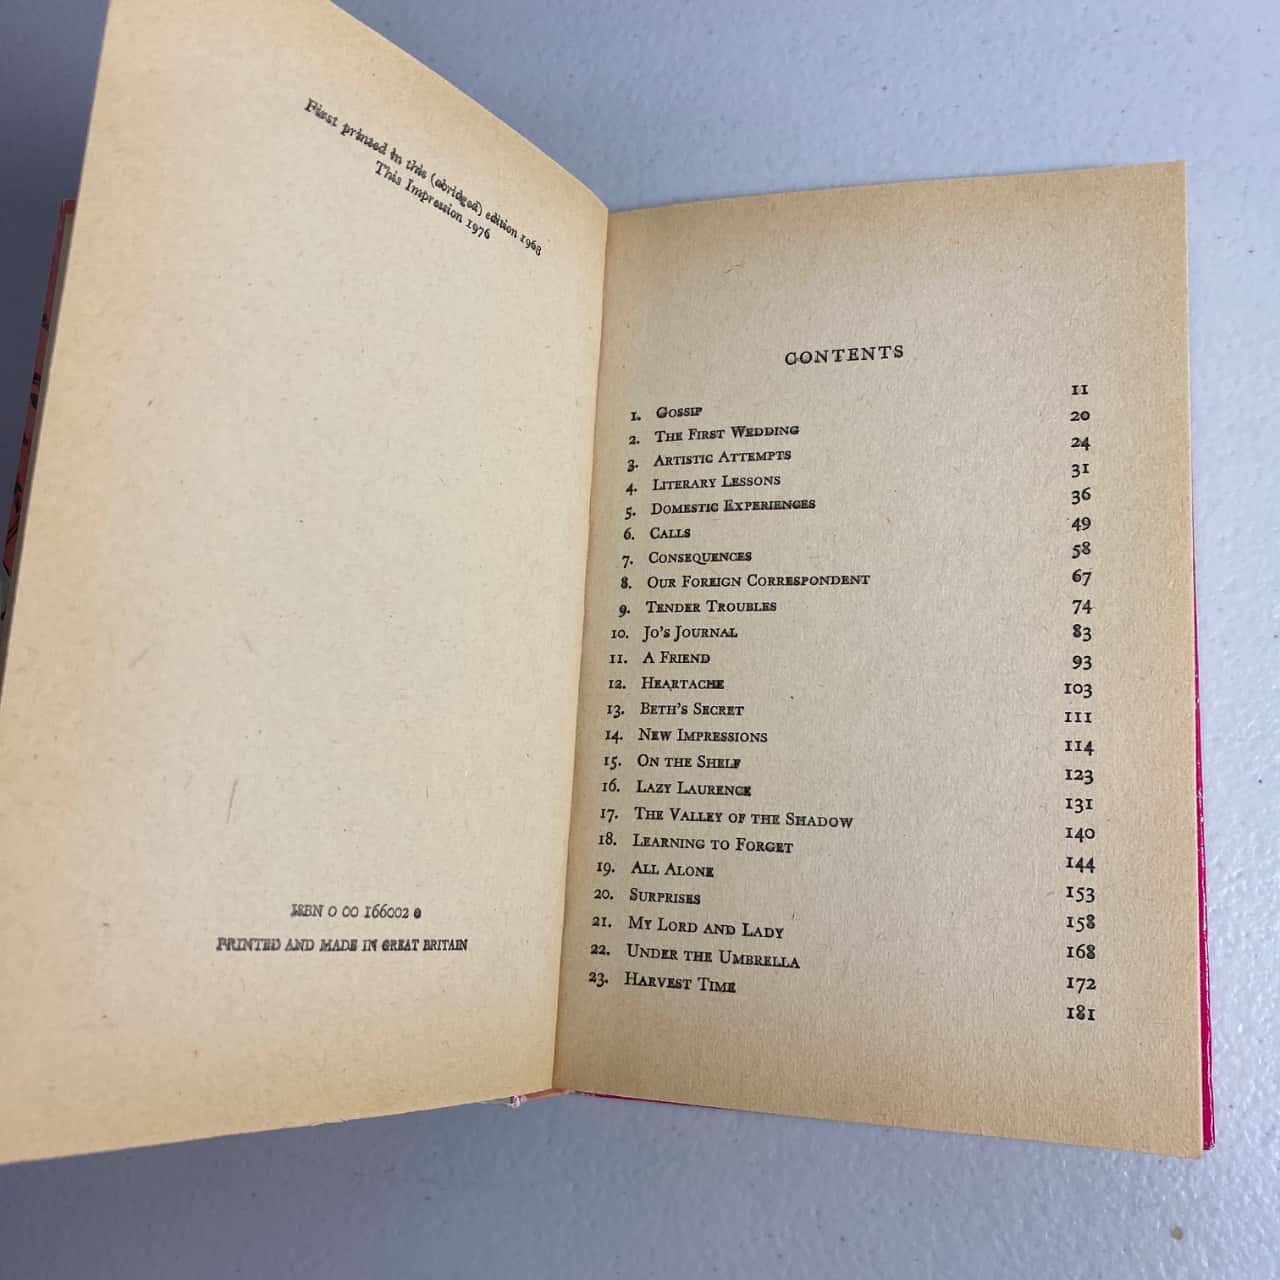 First printed in this (abridged) edition 1968
This Impression 1976
ISBN 0 00 166002 0
PRINTED AND MADE IN GREAT BRITAIN
CONTENTS
1. Gossip 11
2. The First Wedding 20
3. Artistic Attempts 24
4. Literary Lessons 31
5. Domestic Experiences 36
6. Calls 49
7. Consequences 58
8. Our Foreign Correspondent 67
9. Tender Troubles 74
10. Jo's Journal 83
11. A Friend 93
12. Heartache 103
13. Beth's Secret 111
14. New Impressions 114
15. On the Shelf 123
16. Lazy Laurence 131
17. The Valley of the Shadow 140
18. Learning to Forget 144
19. All Alone 153
20. Surprises 158
21. My Lord and Lady 168
22. Under the Umbrella 172
23. Harvest Time 181